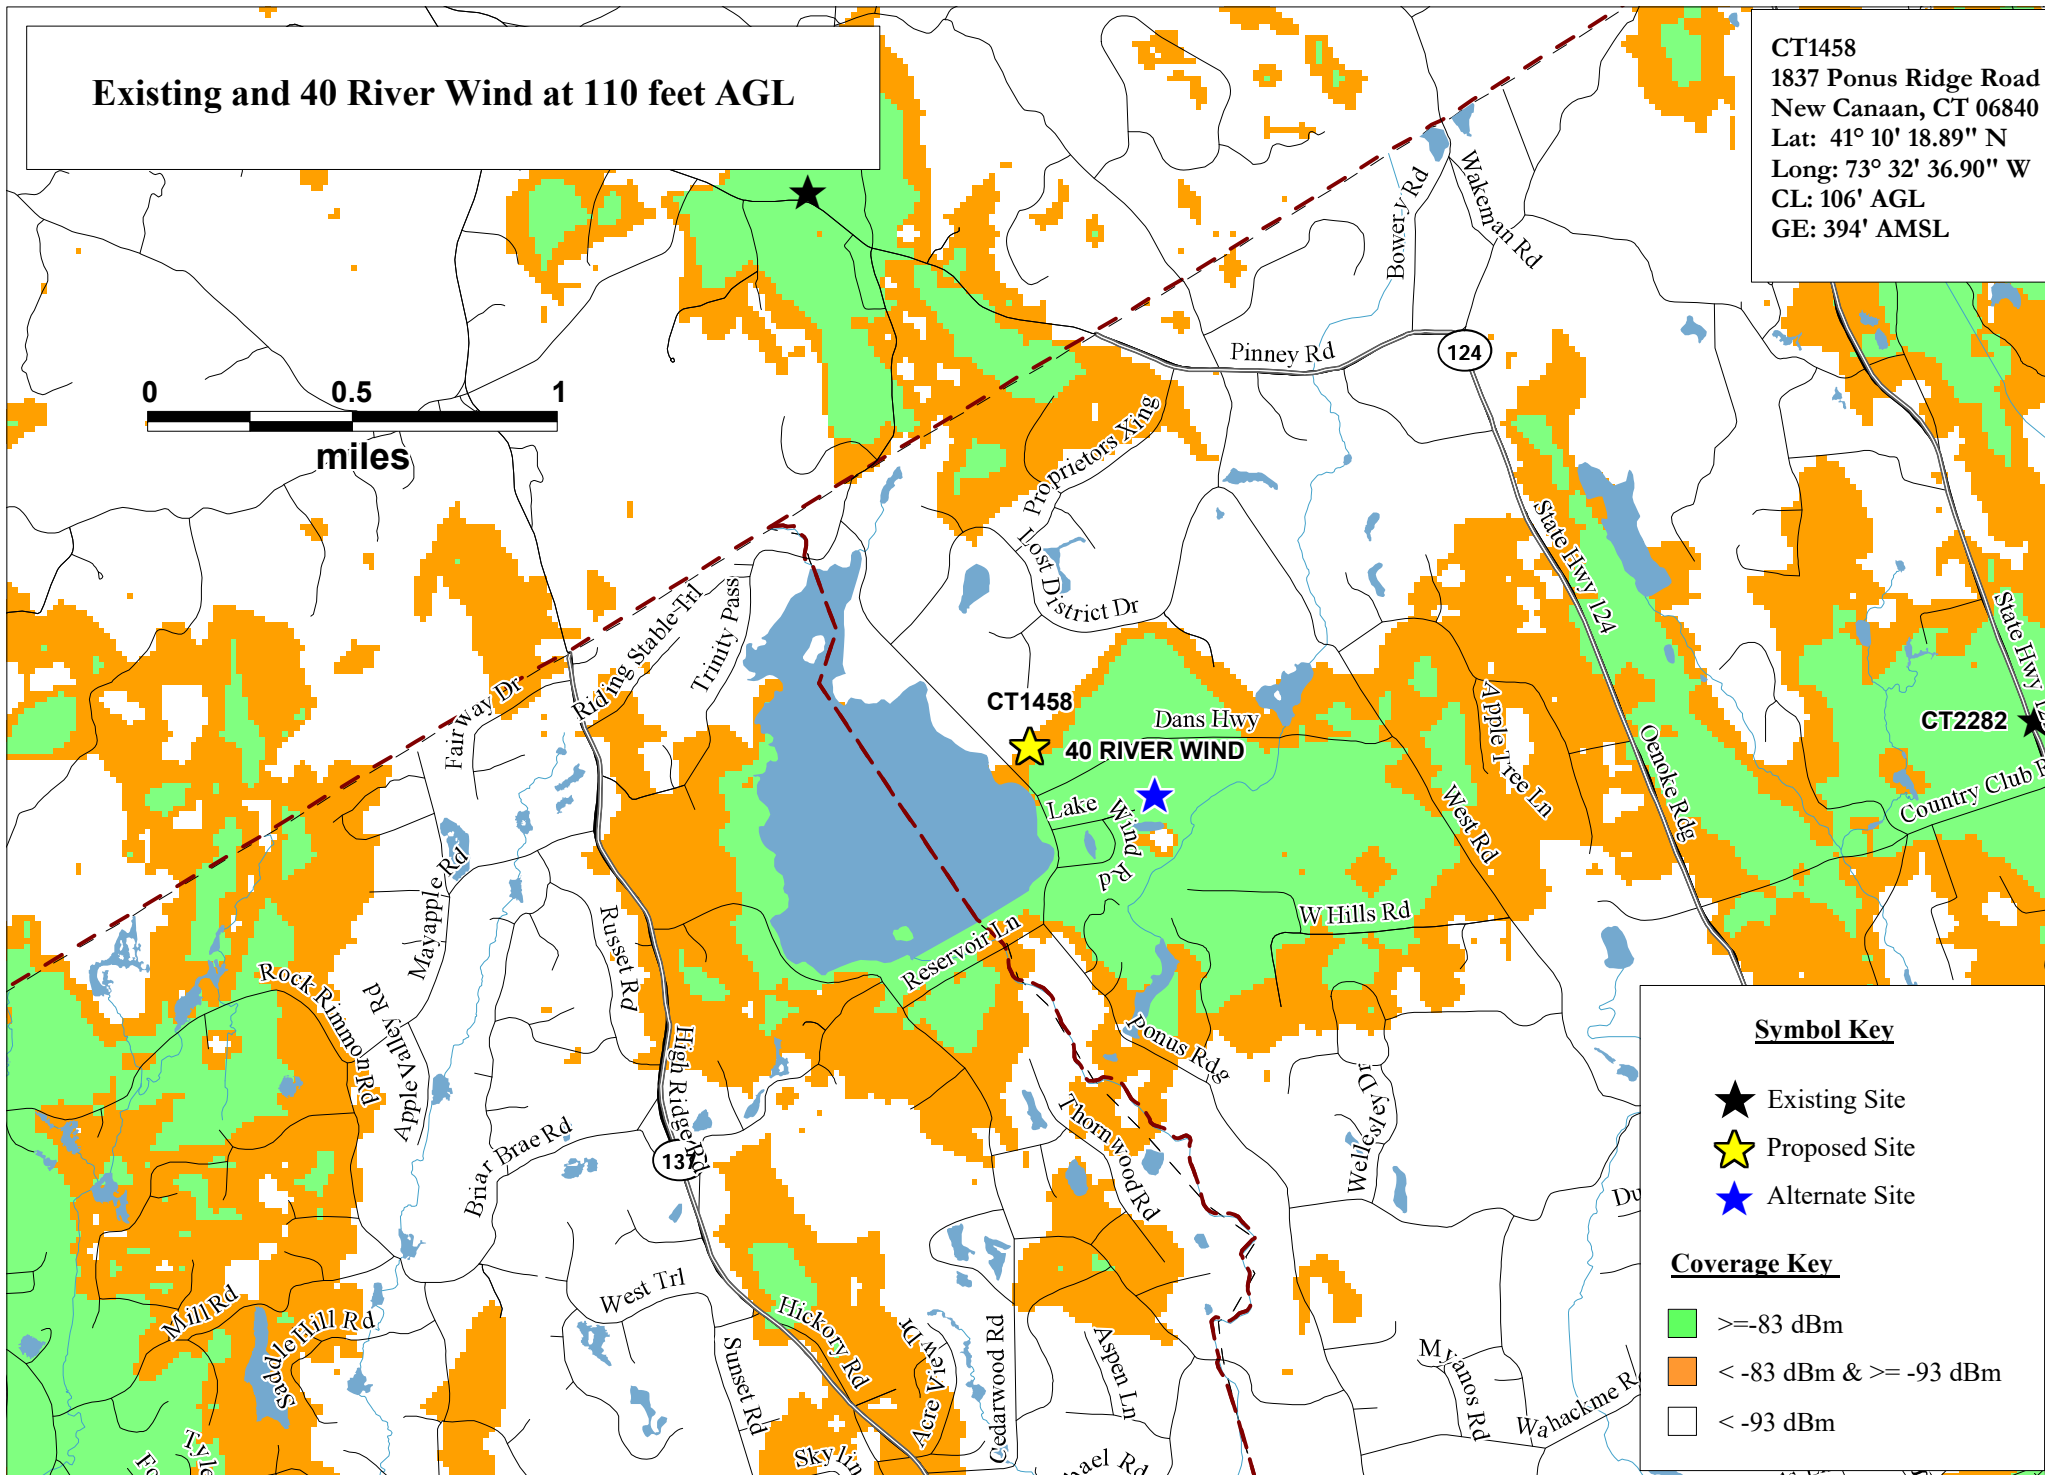 Existing and 40 River Wind at 110 feet AGL
CT1458
1837 Ponus Ridge Road
New Canaan, CT 06840
Lat: 41° 10' 18.89" N
Long: 73° 32' 36.90" W
CL: 106' AGL
GE: 394' AMSL
0 0.5 1
miles
Bowery Rd
Wakeman Rd
Pinney Rd
124
Proprietors Xing
Lost District Dr
State Hwy 124
State Hwy
Riding Stable Trl
Trinity Pass
Fair Way Dr
CT1458
40 RIVER WIND
Dans Hwy
Lake Wind Rd
Apple Tree Ln
West Rd
Oenoke Rdg
CT2282
Country Club
Mayapple Rd
Russet Rd
W Hills Rd
Reservoir Ln
Rock Rimmon Rd
Apple Valley Rd
High Ridge Rd
Ponus Rdg
Wellesley Dr
Thornwood Rd
Briar Brae Rd
137
West Trl
Mill Rd
Saddle Hill Rd
Hickory Rd
Sunset Rd
Acre View Dr
Cedarwood Rd
Aspen Ln
Myanos Rd
Wahackme
Symbol Key
Existing Site
Proposed Site
Alternate Site
Coverage Key
>=-83 dBm
< -83 dBm & >= -93 dBm
< -93 dBm